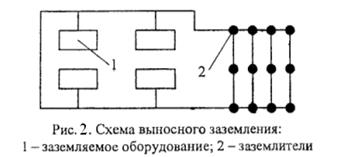 1
2
Рис. 2. Схема выносного заземления:
1 – заземляемое оборудование; 2 – заземлители